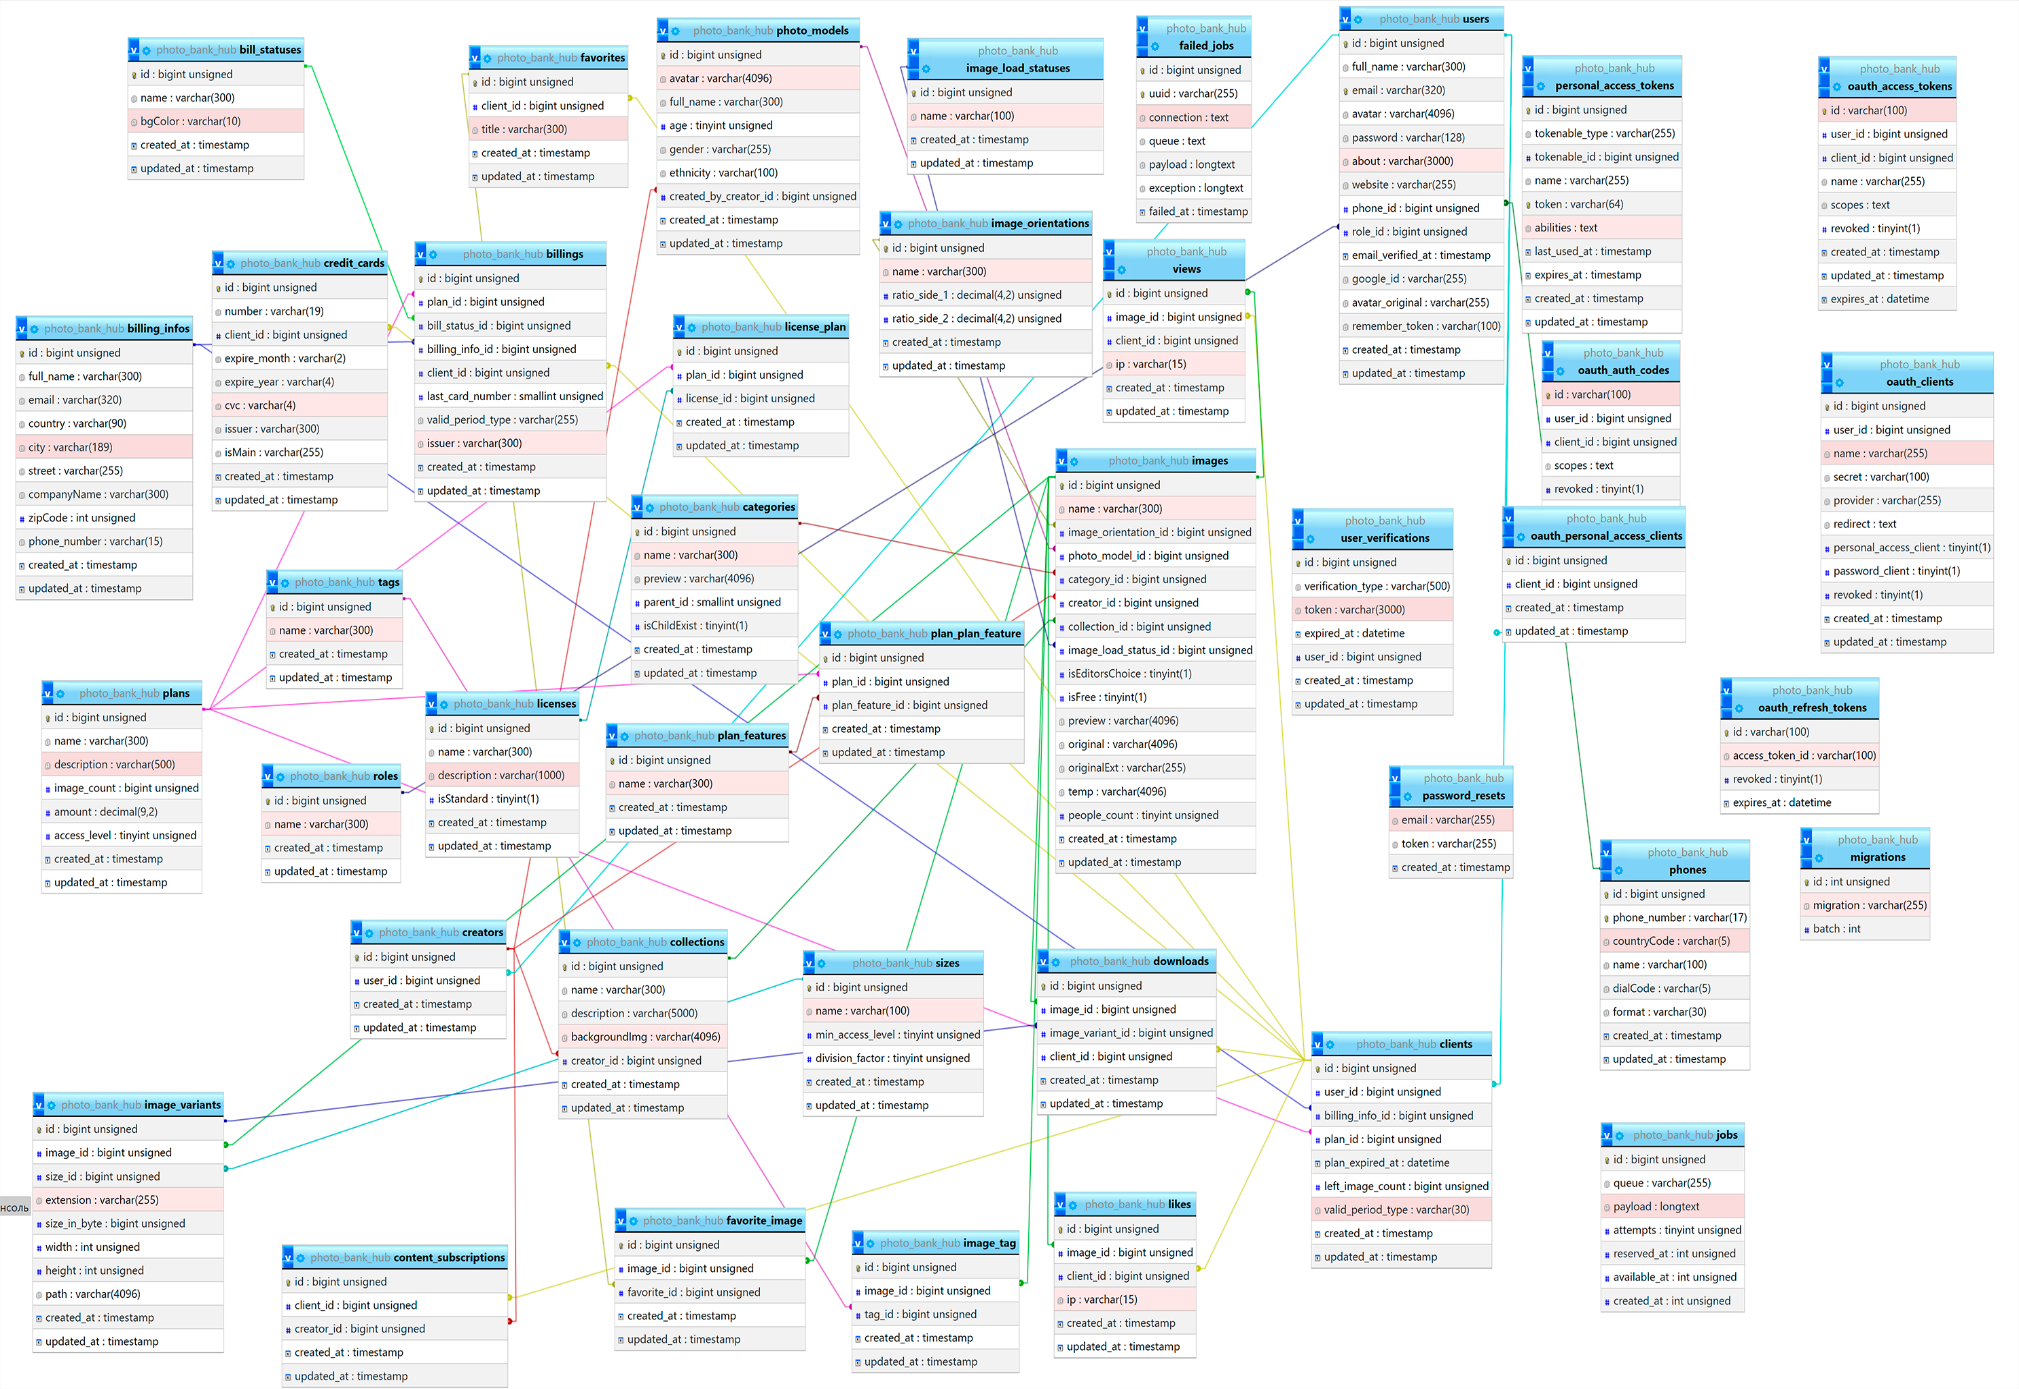 photo_bank_hub bill_statuses
id : bigint unsigned
name : varchar(300)
bgColor : varchar(10)
created_at : timestamp
updated_at : timestamp
photo_bank_hub favorites
id : bigint unsigned
client_id : bigint unsigned
title : varchar(300)
created_at : timestamp
updated_at : timestamp
photo_bank_hub photo_models
id : bigint unsigned
avatar : varchar(4096)
full_name : varchar(300)
age : tinyint unsigned
gender : varchar(255)
ethnicity : varchar(100)
created_by_creator_id : bigint unsigned
created_at : timestamp
updated_at : timestamp
photo_bank_hub
image_load_statuses
id : bigint unsigned
name : varchar(100)
created_at : timestamp
updated_at : timestamp
photo_bank_hub
failed_jobs
id : bigint unsigned
uuid : varchar(255)
connection : text
queue : text
payload : longtext
exception : longtext
failed_at : timestamp
photo_bank_hub users
id : bigint unsigned
full_name : varchar(300)
email : varchar(320)
avatar : varchar(4096)
password : varchar(128)
about : varchar(3000)
website : varchar(255)
phone_id : bigint unsigned
role_id : bigint unsigned
email_verified_at : timestamp
google_id : varchar(255)
avatar_original : varchar(255)
remember_token : varchar(100)
created_at : timestamp
updated_at : timestamp
photo_bank_hub
personal_access_tokens
id : bigint unsigned
tokenable_type : varchar(255)
tokenable_id : bigint unsigned
name : varchar(255)
token : varchar(64)
abilities : text
last_used_at : timestamp
expires_at : timestamp
created_at : timestamp
updated_at : timestamp
photo_bank_hub
oauth_access_tokens
id : varchar(100)
user_id : bigint unsigned
client_id : bigint unsigned
name : varchar(255)
scopes : text
revoked : tinyint(1)
created_at : timestamp
updated_at : timestamp
expires_at : datetime
photo_bank_hub billing_infos
id : bigint unsigned
full_name : varchar(300)
email : varchar(320)
country : varchar(90)
city : varchar(189)
street : varchar(255)
companyName : varchar(300)
zipCode : int unsigned
phone_number : varchar(15)
created_at : timestamp
updated_at : timestamp
photo_bank_hub credit_cards
id : bigint unsigned
number : varchar(19)
client_id : bigint unsigned
expire_month : varchar(2)
expire_year : varchar(4)
cvc : varchar(4)
issuer : varchar(300)
isMain : varchar(255)
created_at : timestamp
updated_at : timestamp
photo_bank_hub billings
id : bigint unsigned
plan_id : bigint unsigned
bill_status_id : bigint unsigned
billing_info_id : bigint unsigned
client_id : bigint unsigned
last_card_number : smallint unsigned
valid_period_type : varchar(255)
issuer : varchar(300)
created_at : timestamp
updated_at : timestamp
photo_bank_hub license_plan
id : bigint unsigned
plan_id : bigint unsigned
license_id : bigint unsigned
created_at : timestamp
updated_at : timestamp
photo_bank_hub image_orientations
id : bigint unsigned
name : varchar(300)
ratio_side_1 : decimal(4,2) unsigned
ratio_side_2 : decimal(4,2) unsigned
created_at : timestamp
updated_at : timestamp
photo_bank_hub
views
id : bigint unsigned
image_id : bigint unsigned
client_id : bigint unsigned
ip : varchar(15)
created_at : timestamp
updated_at : timestamp
photo_bank_hub
oauth_auth_codes
id : varchar(100)
user_id : bigint unsigned
client_id : bigint unsigned
scopes : text
revoked : tinyint(1)
photo_bank_hub
oauth_clients
id : bigint unsigned
user_id : bigint unsigned
name : varchar(255)
secret : varchar(100)
provider : varchar(255)
redirect : text
personal_access_client : tinyint(1)
password_client : tinyint(1)
revoked : tinyint(1)
created_at : timestamp
updated_at : timestamp
photo_bank_hub categories
id : bigint unsigned
name : varchar(300)
preview : varchar(4096)
parent_id : smallint unsigned
isChildExist : tinyint(1)
created_at : timestamp
updated_at : timestamp
photo_bank_hub images
id : bigint unsigned
name : varchar(300)
image_orientation_id : bigint unsigned
photo_model_id : bigint unsigned
category_id : bigint unsigned
creator_id : bigint unsigned
collection_id : bigint unsigned
image_load_status_id : bigint unsigned
isEditorsChoice : tinyint(1)
isFree : tinyint(1)
preview : varchar(4096)
original : varchar(4096)
originalExt : varchar(255)
temp : varchar(4096)
people_count : tinyint unsigned
created_at : timestamp
updated_at : timestamp
photo_bank_hub
user_verifications
id : bigint unsigned
verification_type : varchar(500)
token : varchar(3000)
expired_at : datetime
user_id : bigint unsigned
created_at : timestamp
updated_at : timestamp
photo_bank_hub
oauth_personal_access_clients
id : bigint unsigned
client_id : bigint unsigned
created_at : timestamp
updated_at : timestamp
photo_bank_hub tags
id : bigint unsigned
name : varchar(300)
created_at : timestamp
updated_at : timestamp
photo_bank_hub plan_plan_feature
id : bigint unsigned
plan_id : bigint unsigned
plan_feature_id : bigint unsigned
created_at : timestamp
updated_at : timestamp
photo_bank_hub plans
id : bigint unsigned
name : varchar(300)
description : varchar(500)
image_count : bigint unsigned
amount : decimal(9,2)
access_level : tinyint unsigned
created_at : timestamp
updated_at : timestamp
photo_bank_hub roles
id : bigint unsigned
name : varchar(300)
created_at : timestamp
updated_at : timestamp
photo_bank_hub licenses
id : bigint unsigned
name : varchar(300)
description : varchar(1000)
isStandard : tinyint(1)
created_at : timestamp
updated_at : timestamp
photo_bank_hub plan_features
id : bigint unsigned
name : varchar(300)
created_at : timestamp
updated_at : timestamp
photo_bank_hub
oauth_refresh_tokens
id : varchar(100)
access_token_id : varchar(100)
revoked : tinyint(1)
expires_at : datetime
photo_bank_hub
password_resets
email : varchar(255)
token : varchar(255)
created_at : timestamp
photo_bank_hub
phones
id : bigint unsigned
phone_number : varchar(17)
countryCode : varchar(5)
name : varchar(100)
dialCode : varchar(5)
format : varchar(30)
created_at : timestamp
updated_at : timestamp
photo_bank_hub
migrations
id : int unsigned
migration : varchar(255)
batch : int
photo_bank_hub creators
id : bigint unsigned
user_id : bigint unsigned
created_at : timestamp
updated_at : timestamp
photo_bank_hub collections
id : bigint unsigned
name : varchar(300)
description : varchar(5000)
backgroundImg : varchar(4096)
creator_id : bigint unsigned
created_at : timestamp
updated_at : timestamp
photo_bank_hub sizes
id : bigint unsigned
name : varchar(100)
min_access_level : tinyint unsigned
division_factor : tinyint unsigned
created_at : timestamp
updated_at : timestamp
photo_bank_hub downloads
id : bigint unsigned
image_id : bigint unsigned
image_variant_id : bigint unsigned
client_id : bigint unsigned
created_at : timestamp
updated_at : timestamp
photo_bank_hub clients
id : bigint unsigned
user_id : bigint unsigned
billing_info_id : bigint unsigned
plan_id : bigint unsigned
plan_expired_at : datetime
left_image_count : bigint unsigned
valid_period_type : varchar(30)
created_at : timestamp
updated_at : timestamp
photo_bank_hub image_variants
id : bigint unsigned
image_id : bigint unsigned
size_id : bigint unsigned
extension : varchar(255)
size_in_byte : bigint unsigned
width : int unsigned
height : int unsigned
path : varchar(4096)
created_at : timestamp
updated_at : timestamp
нсоль
photo_bank_hub content_subscriptions
id : bigint unsigned
client_id : bigint unsigned
creator_id : bigint unsigned
created_at : timestamp
updated_at : timestamp
photo_bank_hub favorite_image
id : bigint unsigned
image_id : bigint unsigned
favorite_id : bigint unsigned
created_at : timestamp
updated_at : timestamp
photo_bank_hub image_tag
id : bigint unsigned
image_id : bigint unsigned
tag_id : bigint unsigned
created_at : timestamp
updated_at : timestamp
photo_bank_hub likes
id : bigint unsigned
image_id : bigint unsigned
client_id : bigint unsigned
ip : varchar(15)
created_at : timestamp
updated_at : timestamp
photo_bank_hub jobs
id : bigint unsigned
queue : varchar(255)
payload : longtext
attempts : tinyint unsigned
reserved_at : int unsigned
available_at : int unsigned
created_at : int unsigned